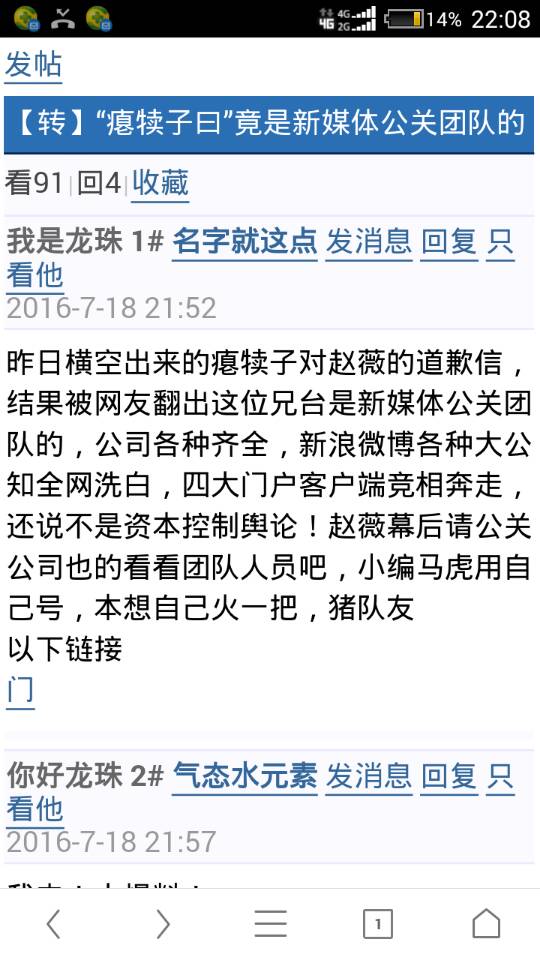 4G 4G 2G 14% 22:08
发帖
【转】“瘪犊子曰”竟是新媒体公关团队的
看91|回4|收藏
我是龙珠 1# 名字就这点 发消息 回复 只
看他
2016-7-18 21:52
昨日横空出来的瘪犊子对赵薇的道歉信，
结果被网友翻出这位兄台是新媒体公关团
队的，公司各种齐全，新浪微博各种大公
知全网洗白，四大门户客户端竞相奔走，
还说不是资本控制舆论！赵薇幕后请公关
公司也的看看团队人员吧，小编马虎用自
己号，本想自己火一把，猪队友
以下链接
门
你好龙珠 2# 气态水元素 发消息 回复 只
看他
2016-7-18 21:57
1